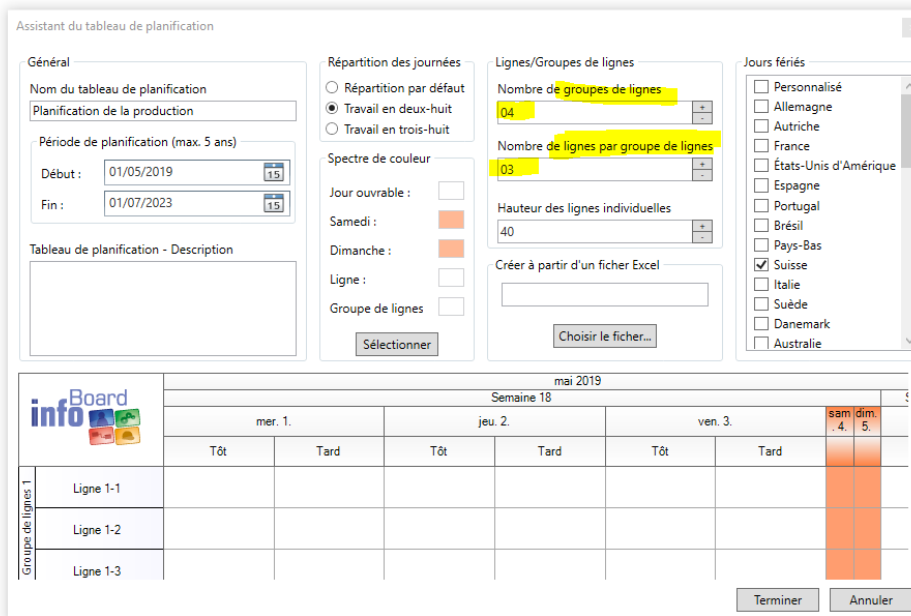 Assistant du tableau de planification
Général
Nom du tableau de planification
Planification de la production
Période de planification (max. 5 ans)
Début :
01/05/2019
15
Fin :
01/07/2023
15
Tableau de planification - Description
Répartition des journées
Répartition par défaut
Travail en deux-huit
Travail en trois-huit
Spectre de couleur
Jour ouvrable :
Samedi :
Dimanche :
Ligne :
Groupe de lignes
Sélectionner
Lignes/Groupes de lignes
Nombre de groupes de lignes
04
+
-
Nombre de lignes par groupe de lignes
03
+
-
Hauteur des lignes individuelles
40
+
-
Créer à partir d'un ficher Excel
Choisir le ficher...
Jours fériés
Personnalisé
Allemagne
Autriche
France
États-Unis d'Amérique
Espagne
Portugal
Brésil
Pays-Bas
Suisse
Italie
Suède
Danemark
Australie
infoBoard
mai 2019
Semaine 18
mer. 1.
jeu. 2.
ven. 3.
sam. 4.
dim. 5.
Tôt
Tard
Tôt
Tard
Tôt
Tard
Groupe de lignes 1
Ligne 1-1
Ligne 1-2
Ligne 1-3
Terminer
Annuler